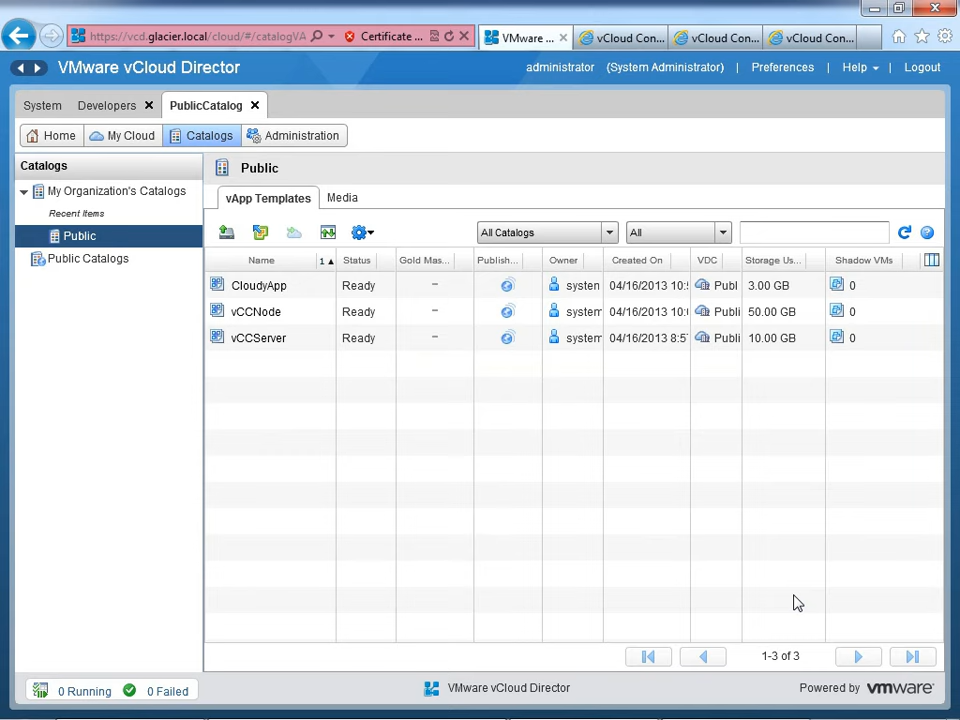 https://vcd.glacier.local/cloud/#/catalogVA
Certificate ...
VMware ...
vCloud Con...
vCloud Con...
vCloud Con...
VMware vCloud Director
administrator (System Administrator) | Preferences | Help | Logout
System Developers PublicCatalog
Home My Cloud Catalogs Administration
Catalogs
My Organization's Catalogs
Recent Items
Public
Public Catalogs
Public
vApp Templates Media
All Catalogs All
Name 1 Status Gold Mas... Publish... Owner Created On VDC Storage Us... Shadow VMs
CloudyApp Ready – systen 04/16/2013 10:5 Publ 3.00 GB 0
vCCNode Ready – system 04/16/2013 10:0 Publi 50.00 GB 0
vCCServer Ready – system 04/16/2013 8:57 Publi 10.00 GB 0
1-3 of 3
0 Running 0 Failed
VMware vCloud Director
Powered by vmware